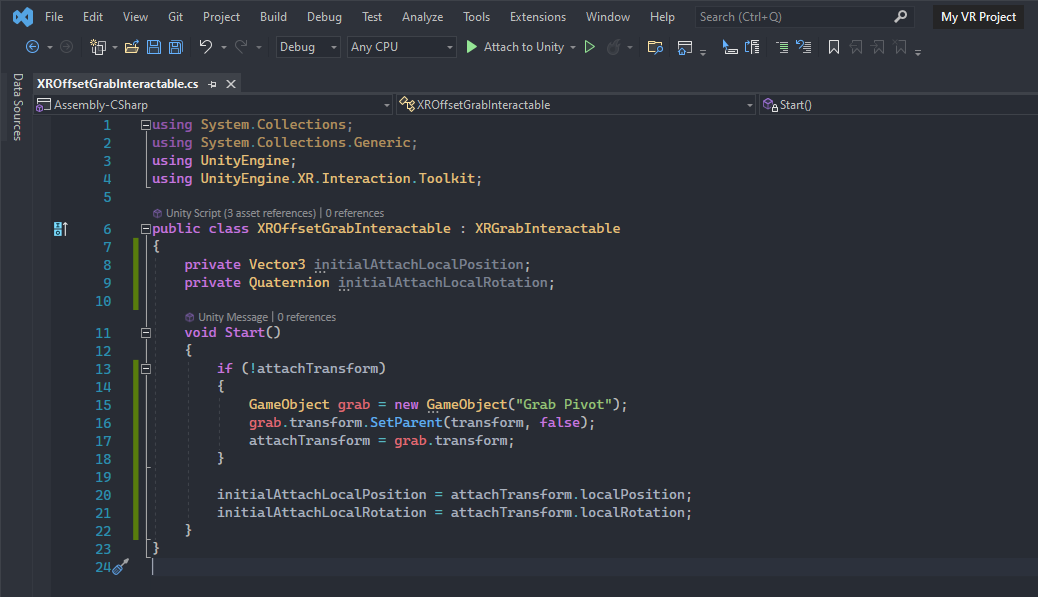 File Edit View Git Project Build Debug Test Analyze Tools Extensions Window Help Search (Ctrl+Q) My VR Project
Debug Any CPU Attach to Unity
Data Sources
XROffsetGrabInteractable.cs
Assembly-CSharp XROffsetGrabInteractable Start()
1 using System.Collections;
2 using System.Collections.Generic;
3 using UnityEngine;
4 using UnityEngine.XR.Interaction.Toolkit;
5
Unity Script (3 asset references) | 0 references
6 public class XROffsetGrabInteractable : XRGrabInteractable
7 {
8 private Vector3 initialAttachLocalPosition;
9 private Quaternion initialAttachLocalRotation;
10
Unity Message | 0 references
11 void Start()
12 {
13 if (!attachTransform)
14 {
15 GameObject grab = new GameObject("Grab Pivot");
16 grab.transform.SetParent(transform, false);
17 attachTransform = grab.transform;
18 }
19
20 initialAttachLocalPosition = attachTransform.localPosition;
21 initialAttachLocalRotation = attachTransform.localRotation;
22 }
23 }
24